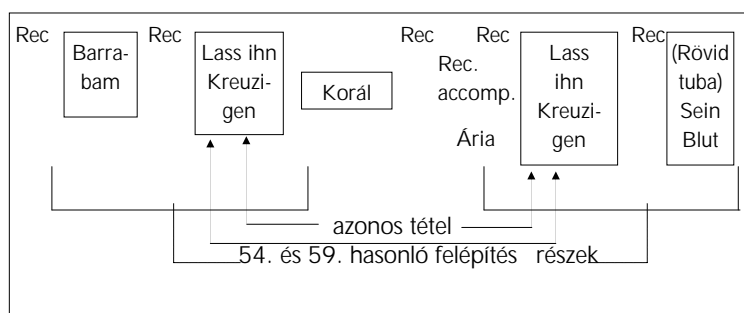 Rec
Barra-
bam
Rec
Lass ihn
Kreuzi-
gen
Korál
Rec
Rec.
accomp.
Ária
Rec
Lass
ihn
Kreuzi-
gen
Rec
(Rövid
tuba)
Sein
Blut
azonos tétel
54. és 59. hasonló felépítés részek